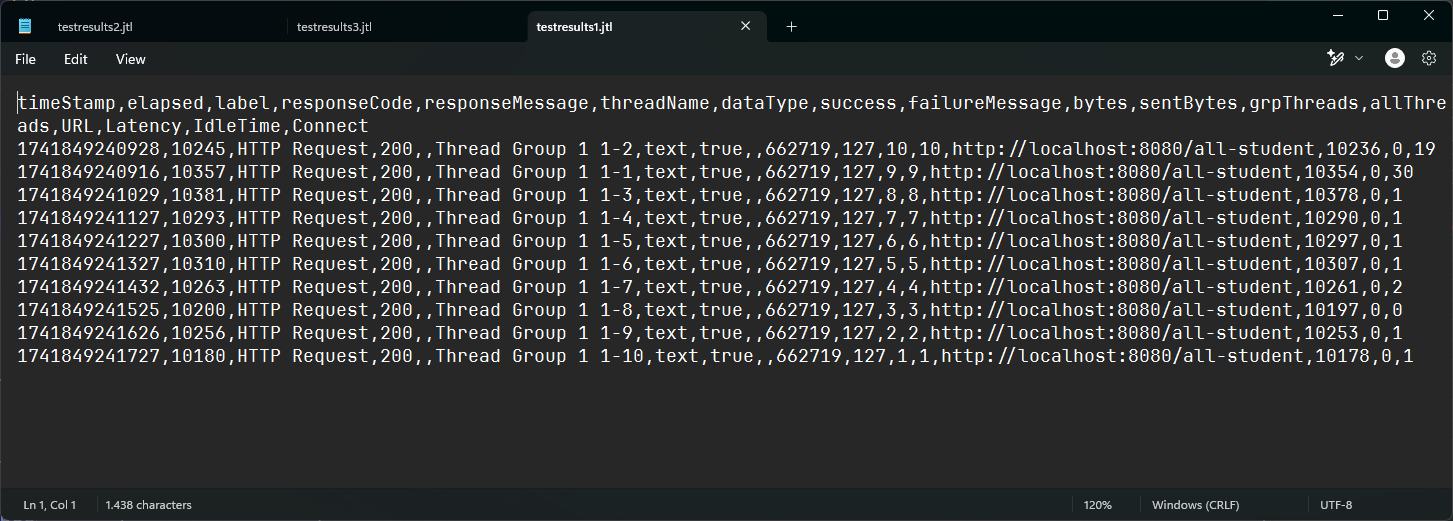 testresults2.jtl testresults3.jtl testresults1.jtl
File Edit View
timeStamp,elapsed,label,responseCode,responseMessage,threadName,dataType,success,failureMessage,bytes,sentBytes,grpThreads,allThre
ads,URL,Latency,IdleTime,Connect
1741849240928,10245,HTTP Request,200,,Thread Group 1 1-2,text,true,,662719,127,10,10,http://localhost:8080/all-student,10236,0,19
1741849240916,10357,HTTP Request,200,,Thread Group 1 1-1,text,true,,662719,127,9,9,http://localhost:8080/all-student,10354,0,30
1741849241029,10381,HTTP Request,200,,Thread Group 1 1-3,text,true,,662719,127,8,8,http://localhost:8080/all-student,10378,0,1
1741849241127,10293,HTTP Request,200,,Thread Group 1 1-4,text,true,,662719,127,7,7,http://localhost:8080/all-student,10290,0,1
1741849241227,10300,HTTP Request,200,,Thread Group 1 1-5,text,true,,662719,127,6,6,http://localhost:8080/all-student,10297,0,1
1741849241327,10310,HTTP Request,200,,Thread Group 1 1-6,text,true,,662719,127,5,5,http://localhost:8080/all-student,10307,0,1
1741849241432,10263,HTTP Request,200,,Thread Group 1 1-7,text,true,,662719,127,4,4,http://localhost:8080/all-student,10261,0,2
1741849241525,10200,HTTP Request,200,,Thread Group 1 1-8,text,true,,662719,127,3,3,http://localhost:8080/all-student,10197,0,0
1741849241626,10256,HTTP Request,200,,Thread Group 1 1-9,text,true,,662719,127,2,2,http://localhost:8080/all-student,10253,0,1
1741849241727,10180,HTTP Request,200,,Thread Group 1 1-10,text,true,,662719,127,1,1,http://localhost:8080/all-student,10178,0,1
Ln 1, Col 1 1.438 characters 120% Windows (CRLF) UTF-8